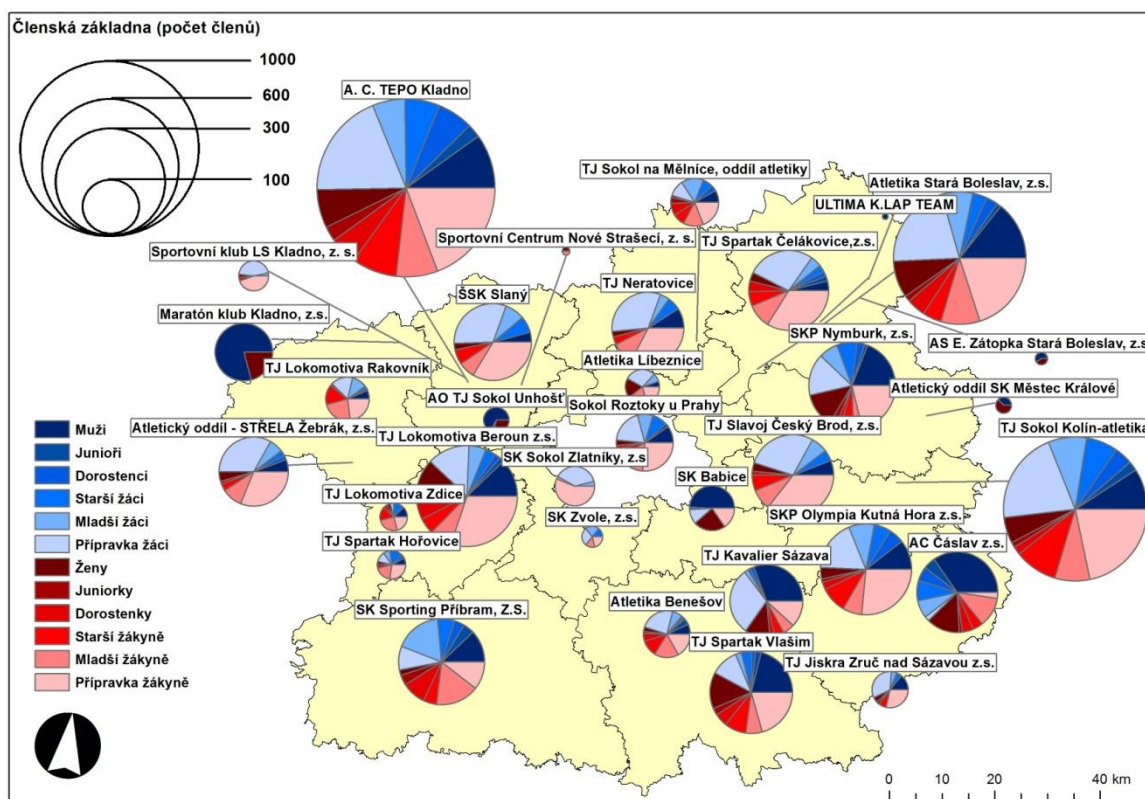 Členská základna (počet členů)
1000
600
300
100
A. C. TEPO Kladno
TJ Sokol na Mělníce, oddíl atletiky
Atletika Stará Boleslav, z.s.
ULTIMA K.LAP TEAM
Sportovní klub LS Kladno, z. s.
Sportovní Centrum Nové Strašecí, z. s.
TJ Spartak Čelákovice,z.s.
ŠSK Slaný
TJ Neratovice
Maratón klub Kladno, z.s.
SKP Nymburk, z.s.
AS E. Zátopka Stará Boleslav, z.s
TJ Lokomotiva Rakovník
Atletika Líbeznice
Atletický oddíl SK Městec Králové
AO TJ Sokol Unhošť
Sokol Roztoky u Prahy
Atletický oddíl - STŘELA Žebrák, z.s.
TJ Lokomotiva Beroun z.s.
TJ Slavoj Český Brod, z.s.
TJ Sokol Kolín-atletika
SK Sokol Zlatníky, z.s
SK Babice
TJ Lokomotiva Zdice
SK Zvole, z.s.
SKP Olympia Kutná Hora z.s.
TJ Spartak Hořovice
TJ Kavalier Sázava
AC Čáslav z.s.
SK Sporting Příbram, Z.S.
Atletika Benešov
TJ Spartak Vlašim
TJ Jiskra Zruč nad Sázavou z.s.
Muži
Junioři
Dorostenci
Starší žáci
Mladší žáci
Přípravka žáci
Ženy
Juniorky
Dorostenky
Starší žákyně
Mladší žákyně
Přípravka žákyně
0 10 20 40 km